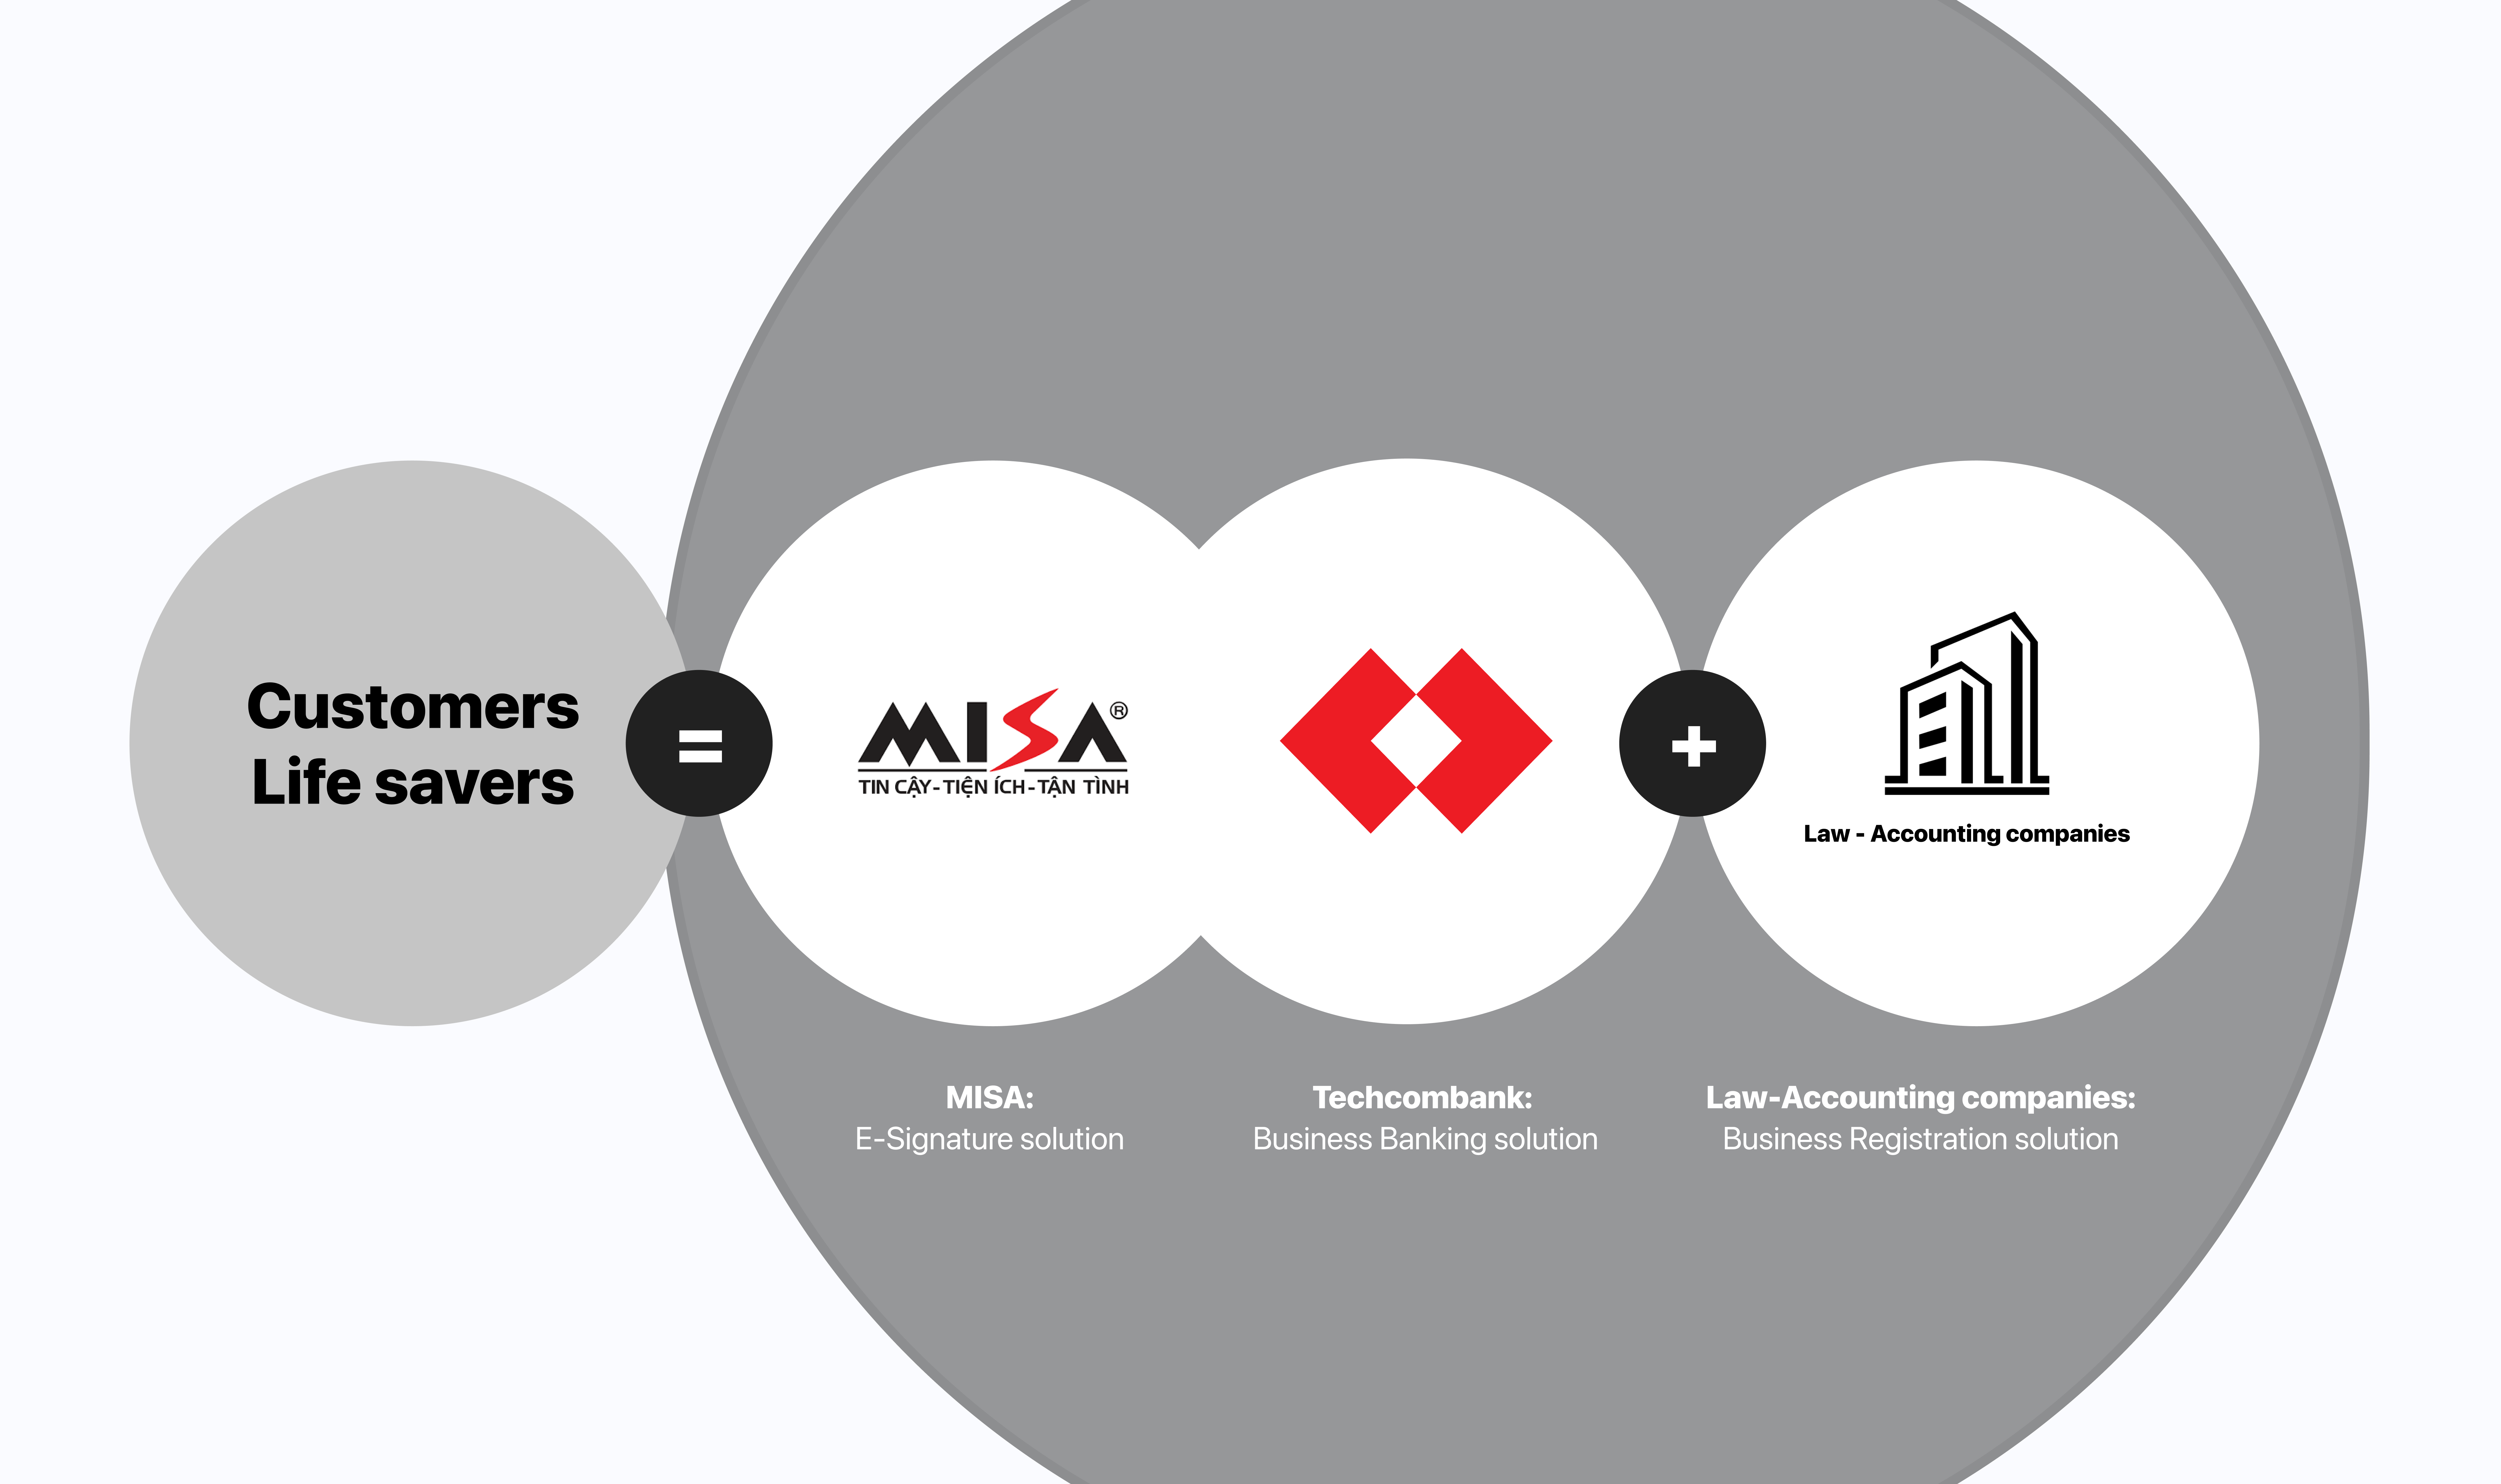 Customers
Life savers
=
MISA®
TIN CẬY - TIỆN ÍCH - TẬN TÌNH
+
Law - Accounting companies
MISA:
E-Signature solution
Techcombank:
Business Banking solution
Law-Accounting companies:
Business Registration solution